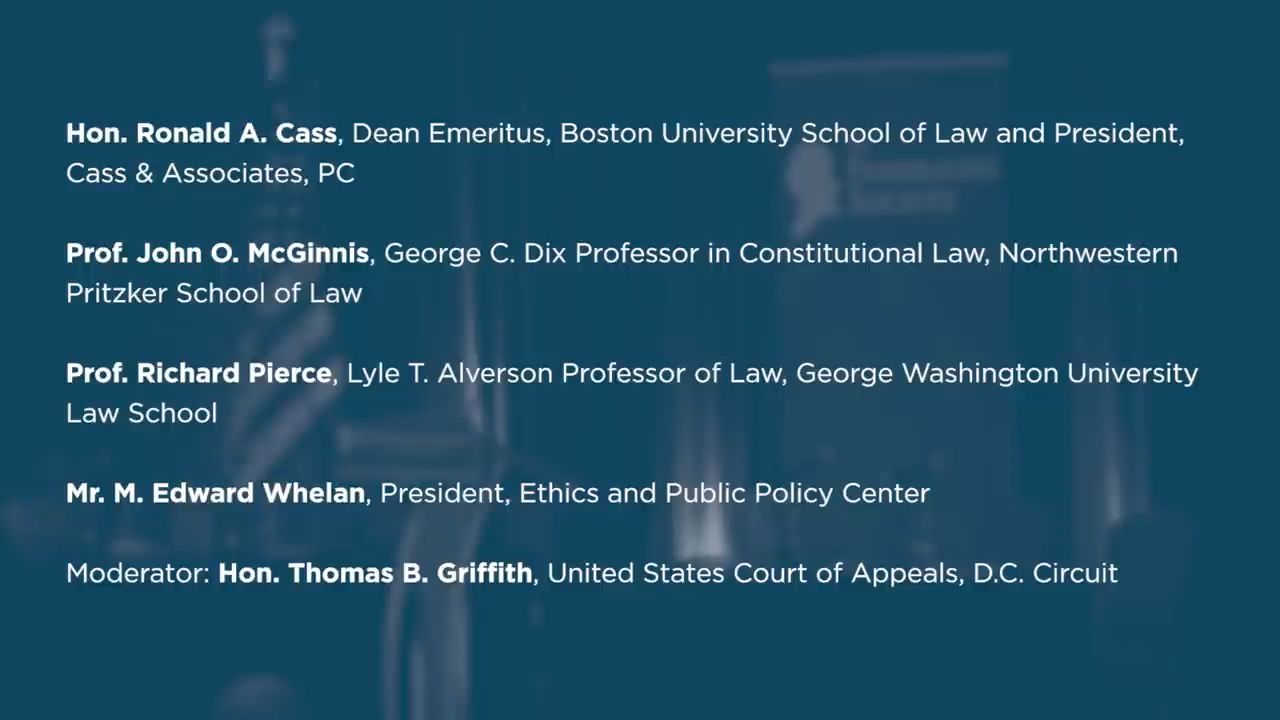 Hon. Ronald A. Cass, Dean Emeritus, Boston University School of Law and President,
Cass & Associates, PC
Prof. John O. McGinnis, George C. Dix Professor in Constitutional Law, Northwestern
Pritzker School of Law
Prof. Richard Pierce, Lyle T. Alverson Professor of Law, George Washington University
Law School
Mr. M. Edward Whelan, President, Ethics and Public Policy Center
Moderator: Hon. Thomas B. Griffith, United States Court of Appeals, D.C. Circuit